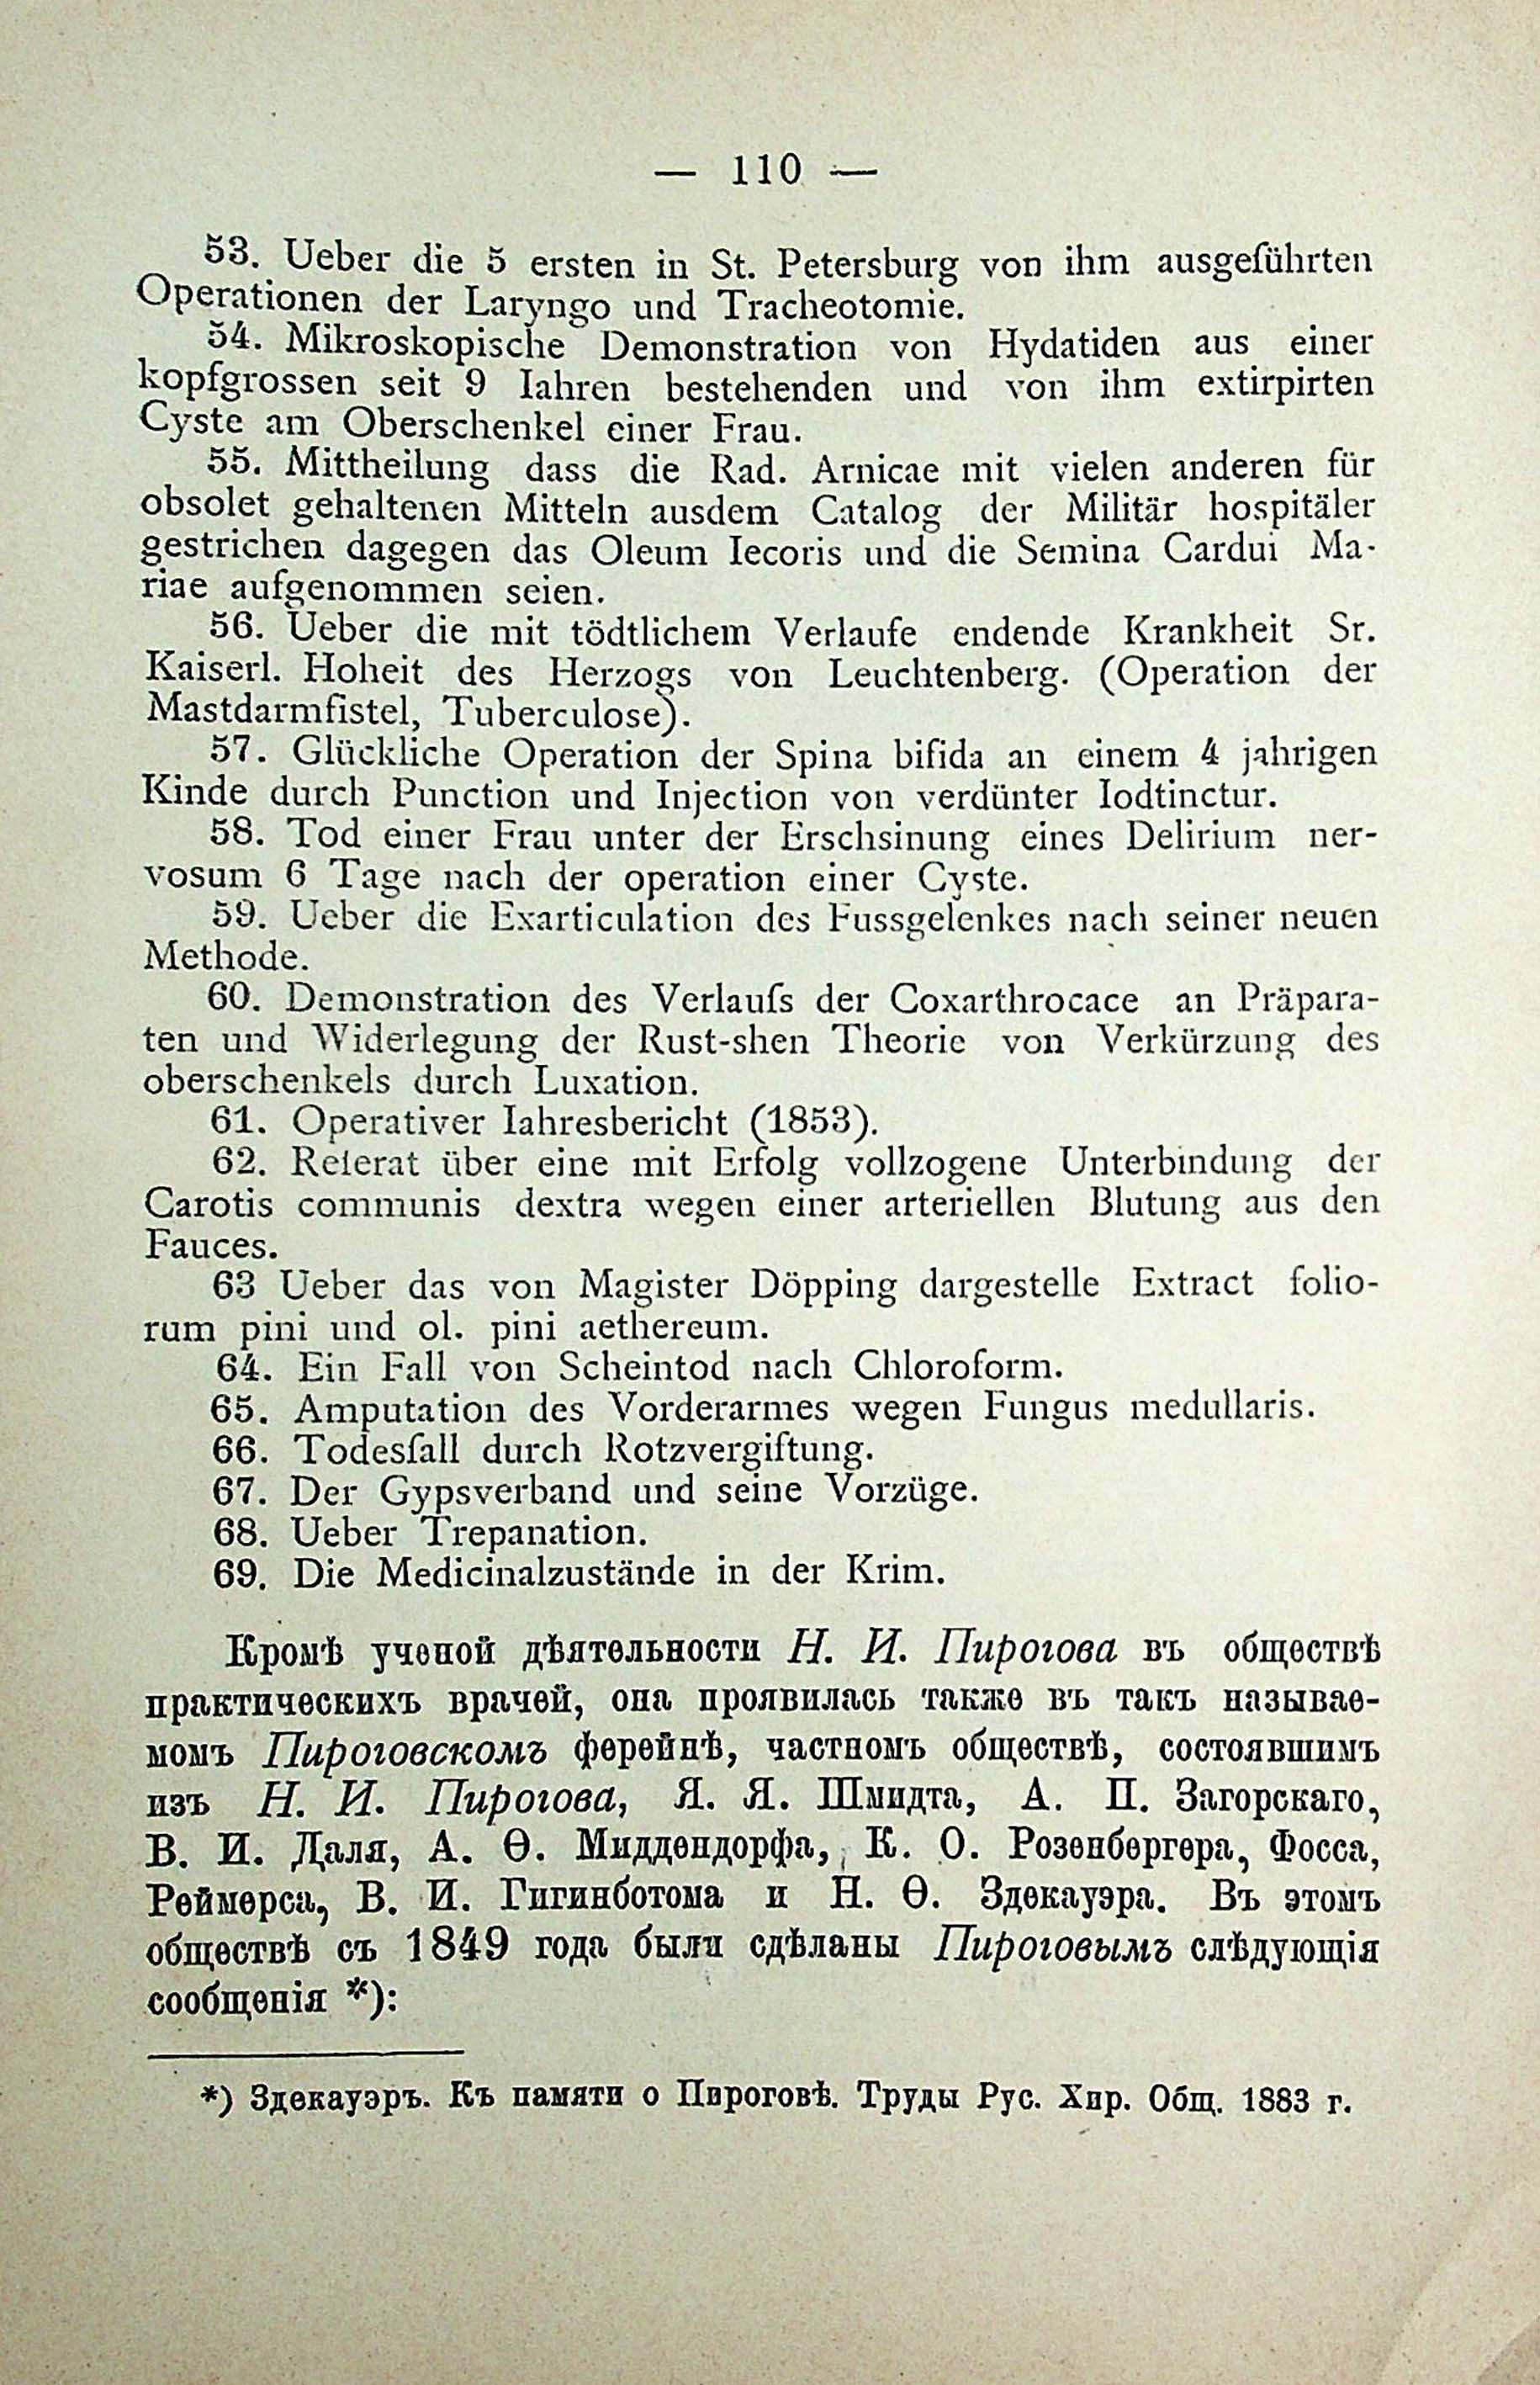 — 110 —
53. Ueber die 5 ersten in St. Petersburg von ihm ausgeführten
Operationen der Laryngo und Tracheotomie.
54. Mikroskopische Demonstration von Hydatiden aus einer
kopfgrossen seit 9 Iahren bestehenden und von ihm extirpirten
Cyste am Oberschenkel einer Frau.
55. Mittheilung dass die Rad. Arnicae mit vielen anderen für
obsolet gehaltenen Mitteln ausdem Catalog der Militär hospitäler
gestrichen dagegen das Oleum Iecoris und die Semina Cardui Ma-
riae aufgenommen seien.
56. Ueber die mit tödtlichem Verlaufe endende Krankheit Sr.
Kaiserl. Hoheit des Herzogs von Leuchtenberg. (Operation der
Mastdarmfistel, Tuberculose).
57. Glückliche Operation der Spina bifida an einem 4 jahrigen
Kinde durch Punction und Injection von verdünter Iodtinctur.
58. Tod einer Frau unter der Erschsinung eines Delirium ner-
vosum 6 Tage nach der operation einer Cyste.
59. Ueber die Exarticulation des Fussgelenkes nach seiner neuen
Methode.
60. Demonstration des Verlaufs der Coxarthrocace an Präpara-
ten und Widerlegung der Rust-shen Theorie von Verkürzung des
oberschenkels durch Luxation.
61. Operativer Iahresbericht (1853).
62. Referat über eine mit Erfolg vollzogene Unterbindung der
Carotis communis dextra wegen einer arteriellen Blutung aus den
Fauces.
63 Ueber das von Magister Döpping dargestelle Extract folio-
rum pini und ol. pini aethereum.
64. Ein Fall von Scheintod nach Chloroform.
65. Amputation des Vorderarmes wegen Fungus medullaris.
66. Todesfall durch Rotzvergiftung.
67. Der Gypsverband und seine Vorzüge.
68. Ueber Trepanation.
69. Die Medicinalzustände in der Krim.
Кромѣ ученой дѣятельности Н. И. Пирогова въ обществѣ
практическихъ врачей, она проявилась также въ такъ называе-
момъ Пироговскомъ ферейнѣ, частномъ обществѣ, состоявшимъ
изъ Н. И. Пирогова, Я. Я. Шмидта, А. П. Загорскаго,
В. И. Даля, А. Ѳ. Миддендорфа, К. О. Розенбергера, Фосса,
Реймерса, В. И. Гигинботома и Н. Ѳ. Здекауэра. Въ этомъ
обществѣ съ 1849 года были сдѣланы Пироговымъ слѣдующія
сообщенія *):
*) Здекауэръ. Къ памяти о Пироговѣ. Труды Рус. Хир. Общ. 1883 г.